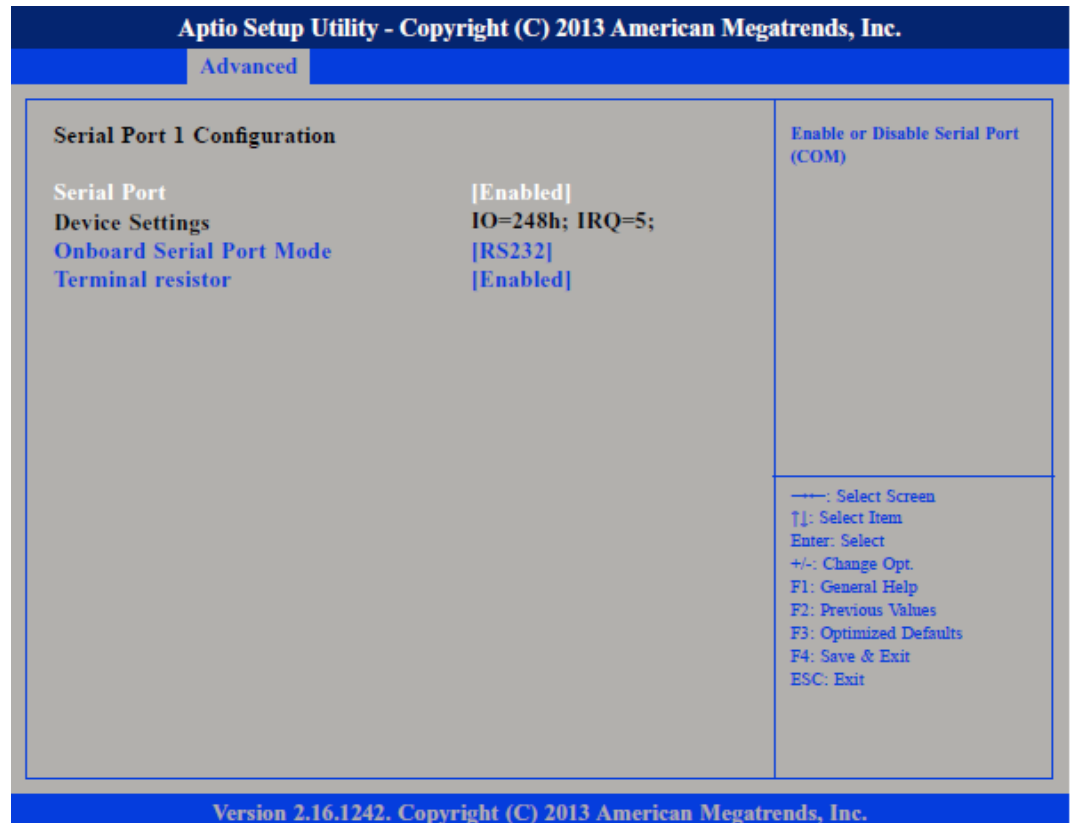 Aptio Setup Utility - Copyright (C) 2013 American Megatrends, Inc.
Advanced
Serial Port 1 Configuration
Serial Port [Enabled]
Device Settings IO=248h; IRQ=5;
Onboard Serial Port Mode [RS232]
Terminal resistor [Enabled]
Enable or Disable Serial Port
(COM)
→←: Select Screen
↑↓: Select Item
Enter: Select
+/-: Change Opt.
F1: General Help
F2: Previous Values
F3: Optimized Defaults
F4: Save & Exit
ESC: Exit
Version 2.16.1242. Copyright (C) 2013 American Megatrends, Inc.